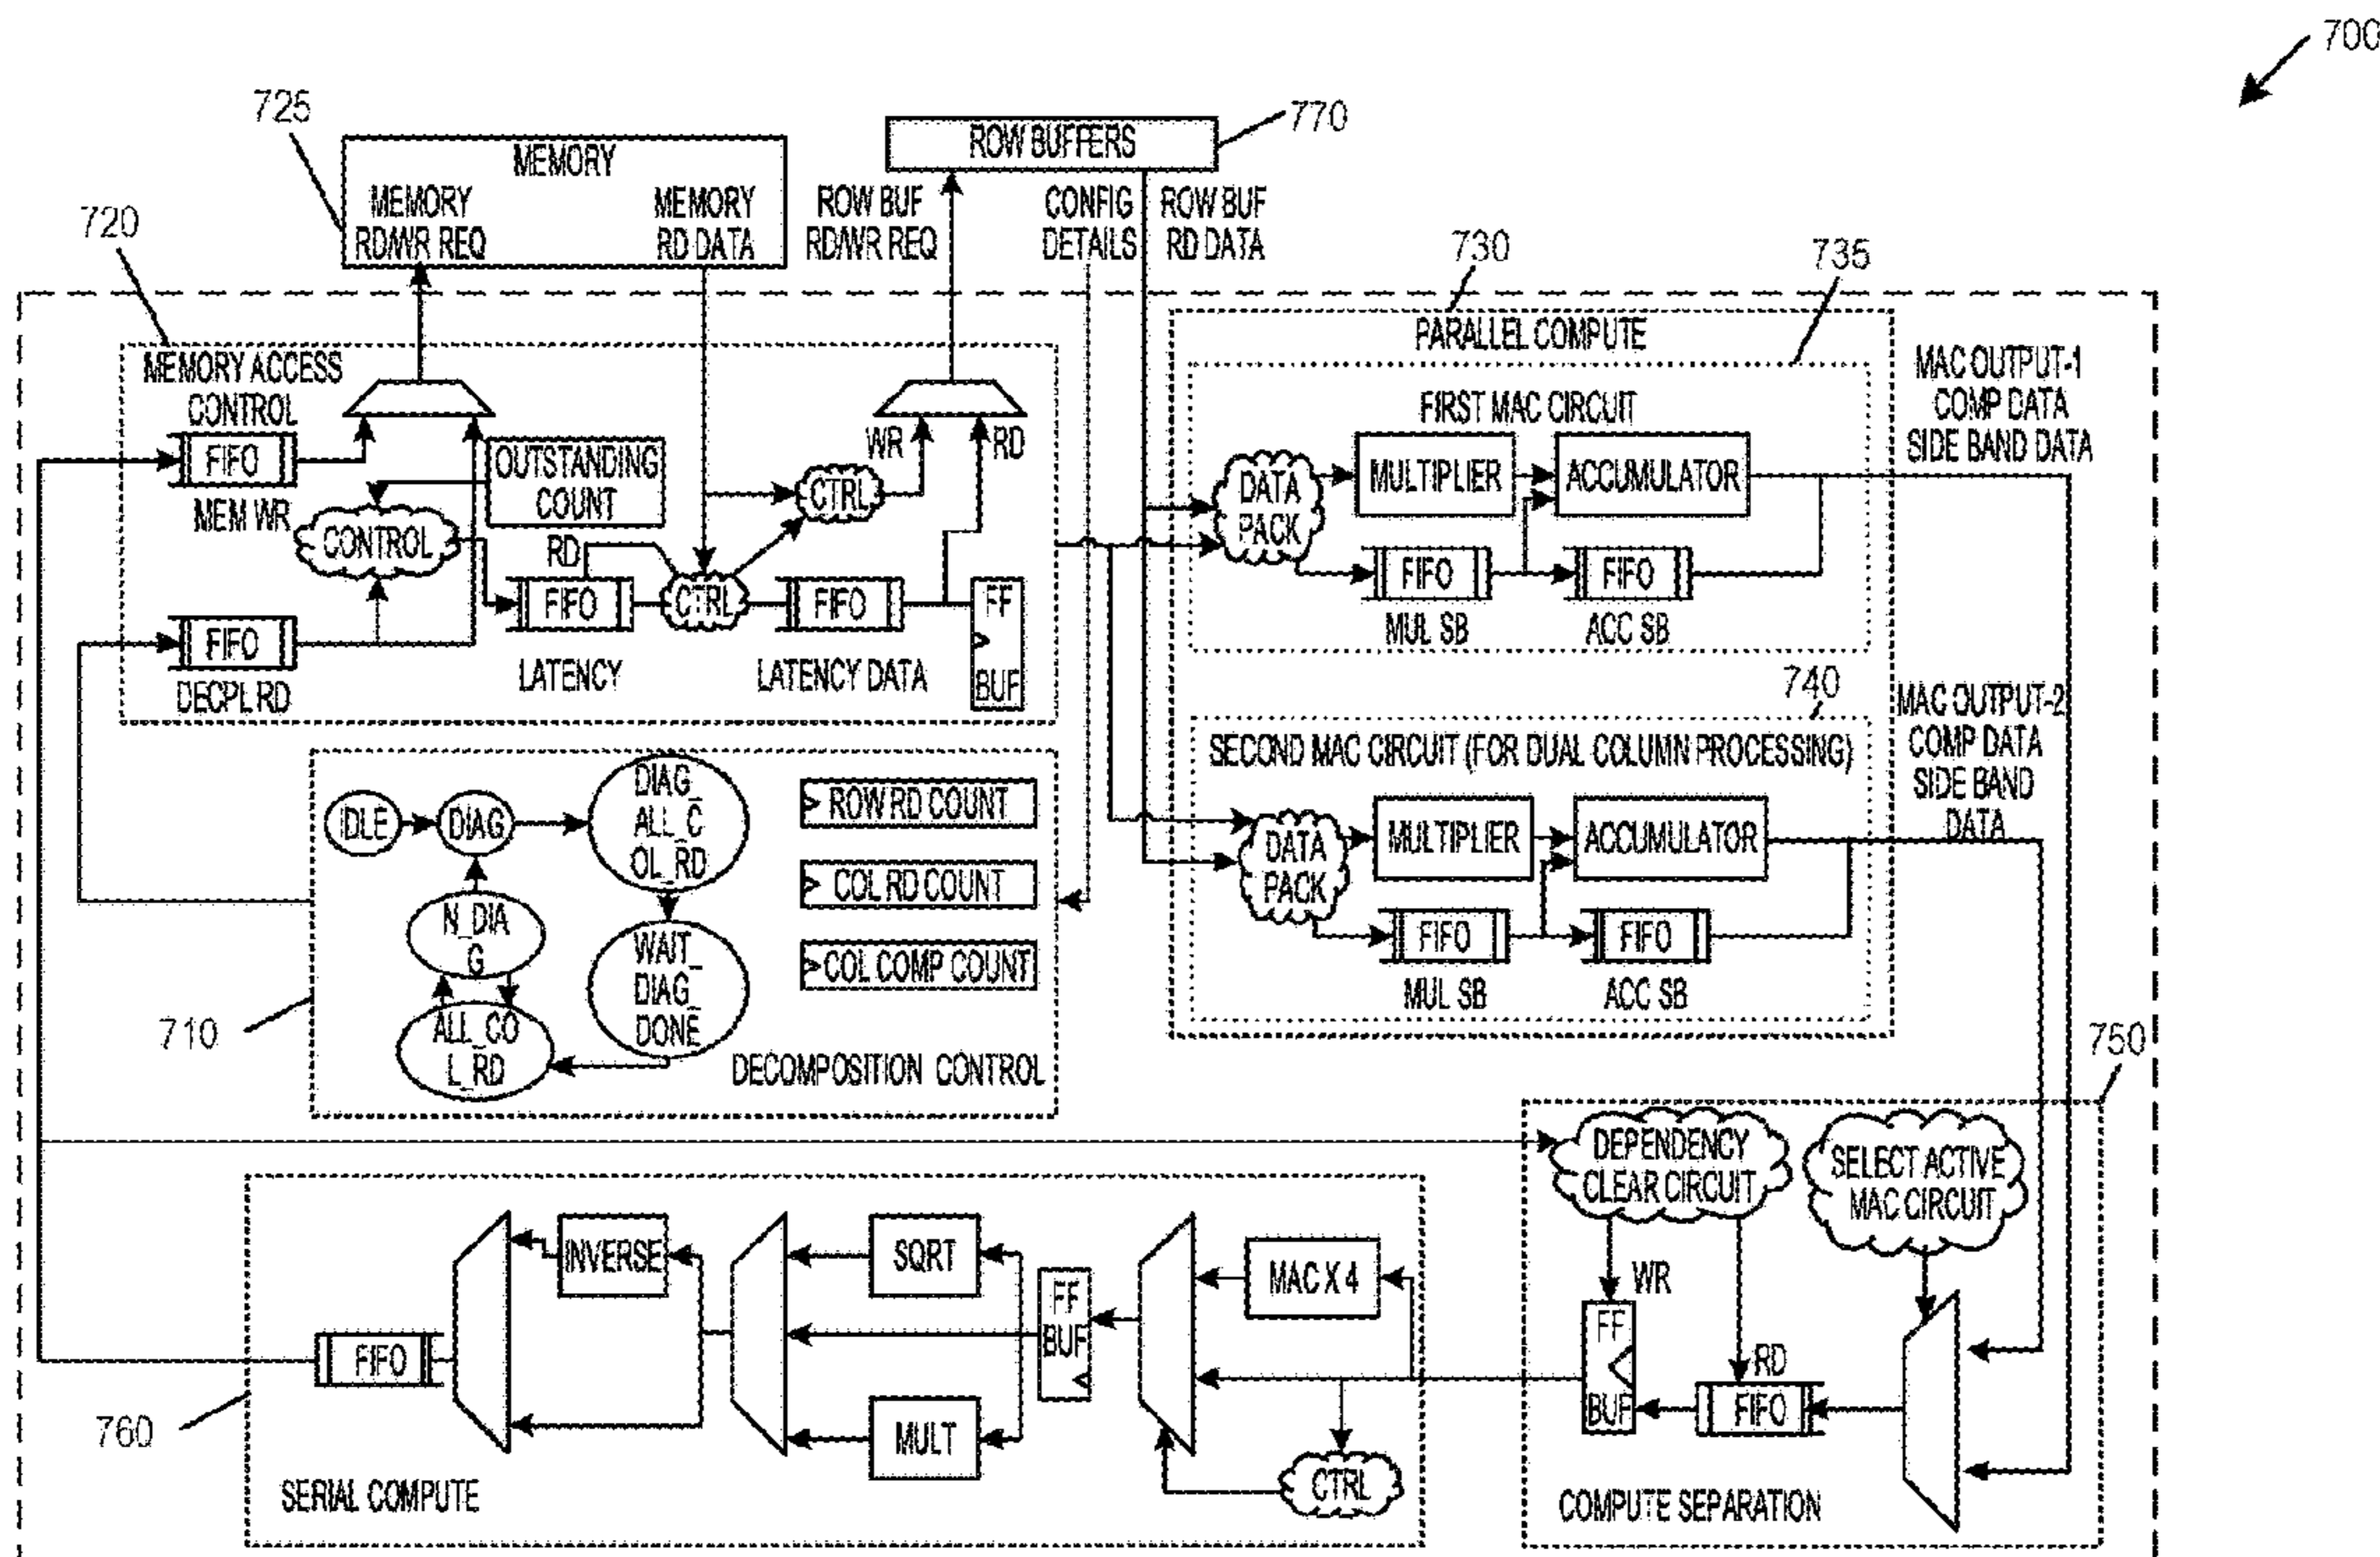 700
725
770
MEMORY
ROW BUFFERS
MEMORY
RD/WR REQ
MEMORY
RD DATA
ROW BUF
RD/WR REQ
CONFIG
DETAILS
ROW BUF
RD DATA
720
730
735
MEMORY ACCESS
CONTROL
FIFO
MEM WR
OUTSTANDING
COUNT
CONTROL
WR
RD
CTRL
RD
FIFO
CTRL
FIFO
FF
BUF
FIFO
DECPL RD
LATENCY
LATENCY DATA
PARALLEL COMPUTE
FIRST MAC CIRCUIT
DATA
PACK
MULTIPLIER
ACCUMULATOR
FIFO
FIFO
MUL SB
ACC SB
MAC OUTPUT-1
COMP DATA
SIDE BAND DATA
740
SECOND MAC CIRCUIT (FOR DUAL COLUMN PROCESSING)
DATA
PACK
MULTIPLIER
ACCUMULATOR
FIFO
FIFO
MUL SB
ACC SB
MAC OUTPUT-2
COMP DATA
SIDE BAND
DATA
710
IDLE
DIAG
DIAG_
ALL_C
OL_RD
N_DIA
G
WAIT_
DIAG_
DONE
ALL_CO
L_RD
ROW RD COUNT
COL RD COUNT
COL COMP COUNT
DECOMPOSITION CONTROL
750
DEPENDENCY
CLEAR CIRCUIT
SELECT ACTIVE
MAC CIRCUIT
WR
FF
BUF
RD
FIFO
COMPUTE SEPARATION
760
INVERSE
SQRT
FF
BUF
MAC X 4
FIFO
MULT
CTRL
SERIAL COMPUTE